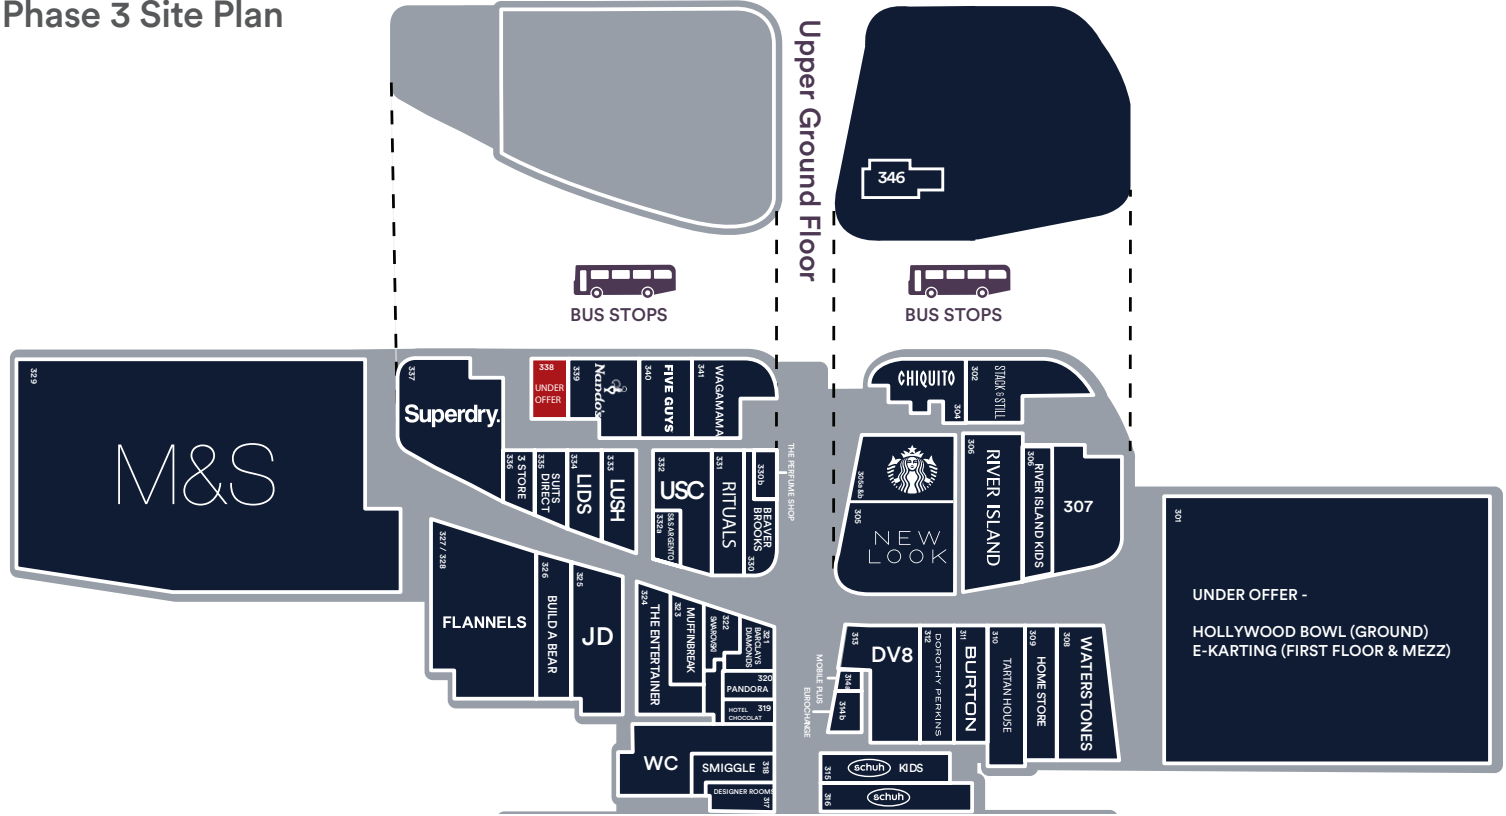 Phase 3 Site Plan
Upper Ground Floor
346
BUS STOPS
BUS STOPS
329
M&S
337
Superdry.
338
UNDER
OFFER
339
Nando's
340
FIVE GUYS
341
WAGAMAMA
CHIQUITO
304
302
STACK & STILL
336
3 STORE
335
SUITS
DIRECT
334
LIDS
333
LUSH
332
USC
332a
S&SARGENTO
331
RITUALS
330b
BEAVER
BROOKS
330
THE PERFUME SHOP
305a&b
305
NEW
LOOK
306
RIVER ISLAND
306
RIVER ISLAND KIDS
307
301
UNDER OFFER -
HOLLYWOOD BOWL (GROUND)
E-KARTING (FIRST FLOOR & MEZZ)
327 / 328
FLANNELS
326
BUILD A BEAR
325
JD
324
THE ENTERTAINER
323
MUFFINBREAK
322
SWAROVSKI
321
BARCLAYS
DIAMONDS
320
PANDORA
HOTEL
CHOCOLAT
319
WC
SMIGGLE
318
DESIGNER ROOMS
317
MOBILE PLUS
EUROCHANGE
313
DV8
314a
314b
312
DOROTHY PERKINS
311
BURTON
310
TARTAN HOUSE
309
HOME STORE
308
WATERSTONES
315
schuh KIDS
316
schuh